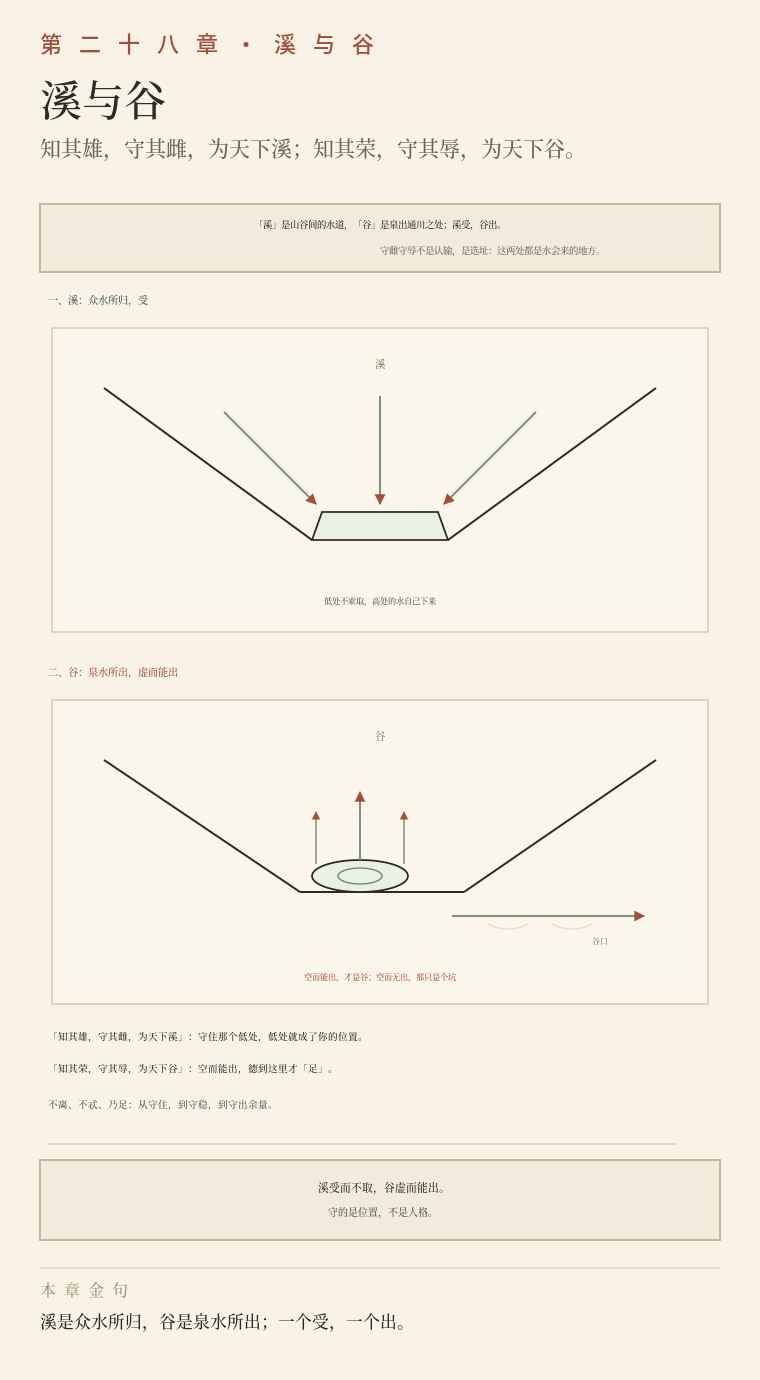 第二十八章·溪与谷
溪与谷
知其雄，守其雌，为天下溪；知其荣，守其辱，为天下谷。
「溪」是山谷间的水道，「谷」是泉出通川之处；溪受，谷出。
守雌守辱不是认输，是选址：这两处都是水会来的地方。
一、溪：众水所归，受
溪
低处不索取，高处的水自己下来
二、谷：泉水所出，虚而能出
谷
谷口
空而能出，才是谷；空而无出，那只是个坑
「知其雄，守其雌，为天下溪」：守住那个低处，低处就成了你的位置。
「知其荣，守其辱，为天下谷」：空而能出，德到这里才「足」。
不离、不忒、乃足：从守住，到守稳，到守出余量。
溪受而不取，谷虚而能出。
守的是位置，不是人格。
本章金句
溪是众水所归，谷是泉水所出；一个受，一个出。